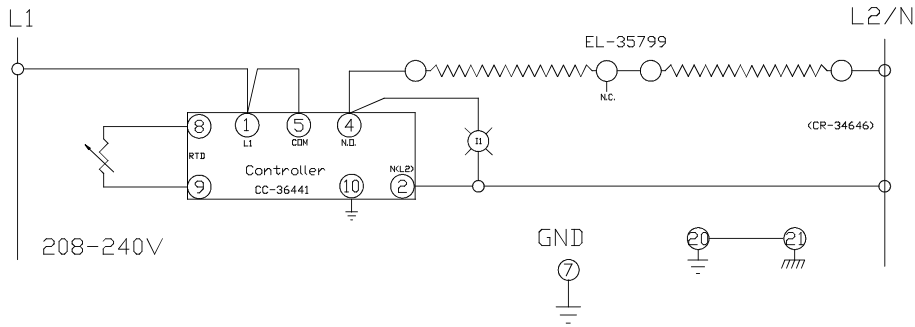 L1
L2/N
EL-35799
N.C.
8
1
5
4
L1
COM
N.O.
I1
(CR-34646)
RTD
Controller
N(L2)
9
CC-36441
10
2
208-240V
GND
7
20
21